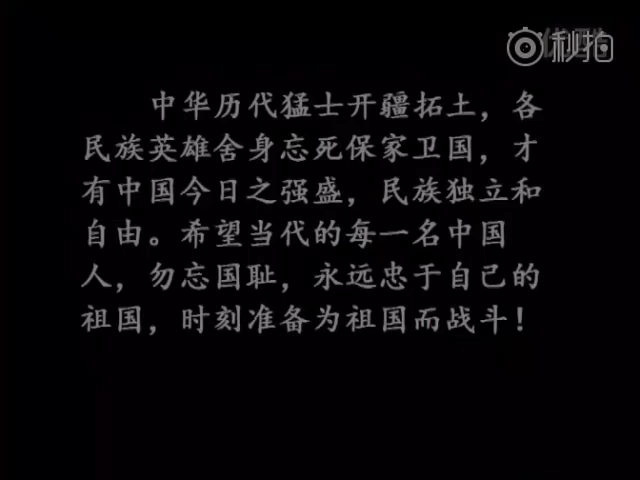 秒拍
中华历代猛士开疆拓土，各
民族英雄舍身忘死保家卫国，才
有中国今日之强盛，民族独立和
自由。希望当代的每一名中国
人，勿忘国耻，永远忠于自己的
祖国，时刻准备为祖国而战斗！